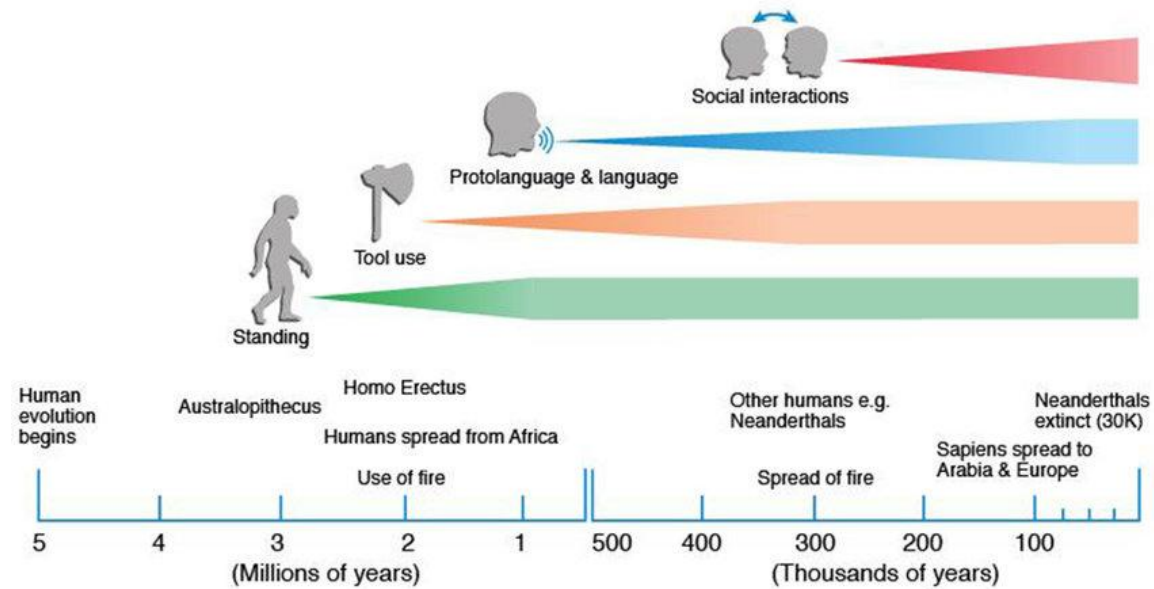 Social interactions
Protolanguage & language
Tool use
Standing
Human
evolution
begins
Australopithecus
Homo Erectus
Humans spread from Africa
Use of fire
Other humans e.g.
Neanderthals
Spread of fire
Neanderthals
extinct (30K)
Sapiens spread to
Arabia & Europe
5 4 3 2 1 500 400 300 200 100
(Millions of years) (Thousands of years)